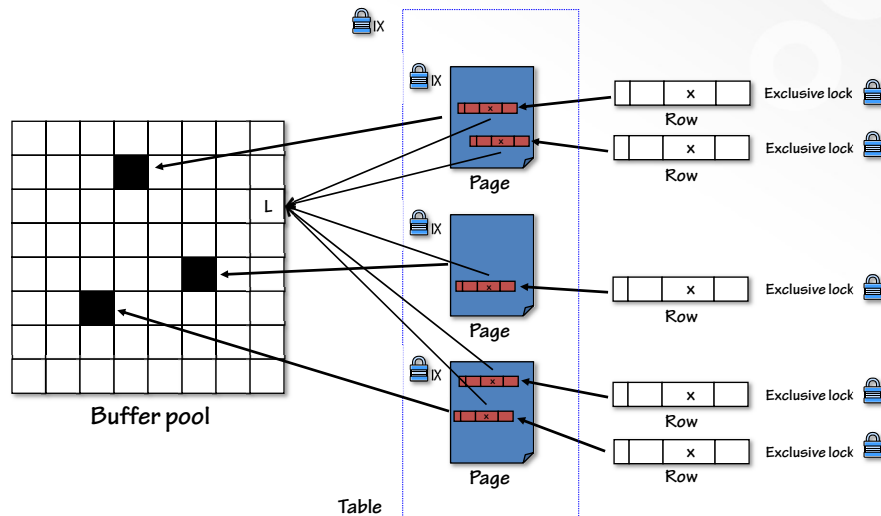 IX
IX
x
x
Exclusive lock
Row
x
x
Exclusive lock
Row
Page
L
IX
x
x
Exclusive lock
Row
Page
IX
x
x
Exclusive lock
Row
x
x
Exclusive lock
Row
Page
Buffer pool
Table